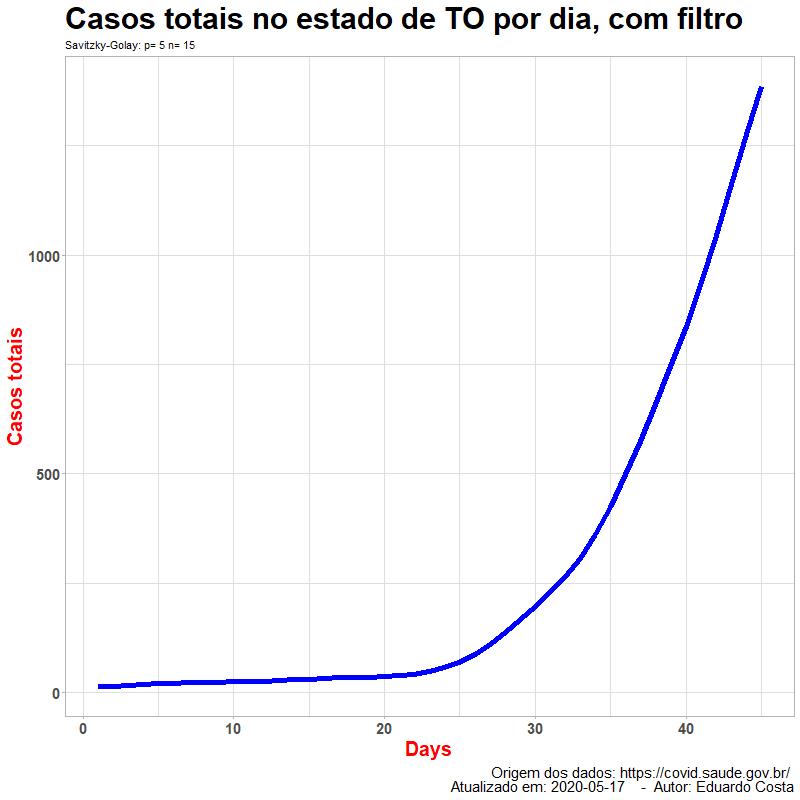 Casos totais no estado de TO por dia, com filtro
Savitzky-Golay: p= 5 n= 15
Casos totais
1000
500
0
0 10 20 30 40
Days
Origem dos dados: https://covid.saude.gov.br/
Atualizado em: 2020-05-17 - Autor: Eduardo Costa